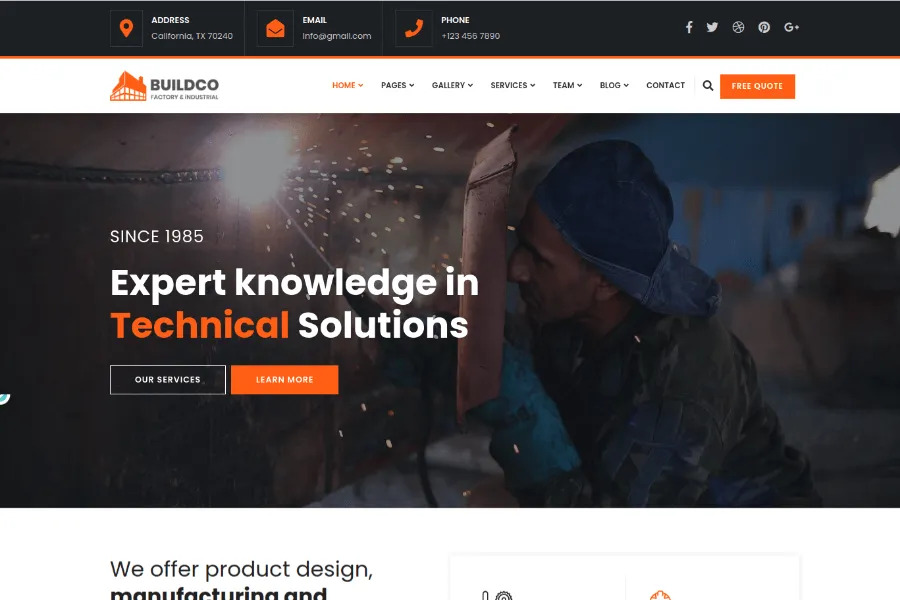 ADDRESS
California, TX 70240
EMAIL
info@gmail.com
PHONE
+123 456 7890
BUILDCO
FACTORY & INDUSTRIAL
HOME
PAGES
GALLERY
SERVICES
TEAM
BLOG
CONTACT
FREE QUOTE
SINCE 1985
Expert knowledge in
Technical Solutions
OUR SERVICES
LEARN MORE
We offer product design,
manufacturing and